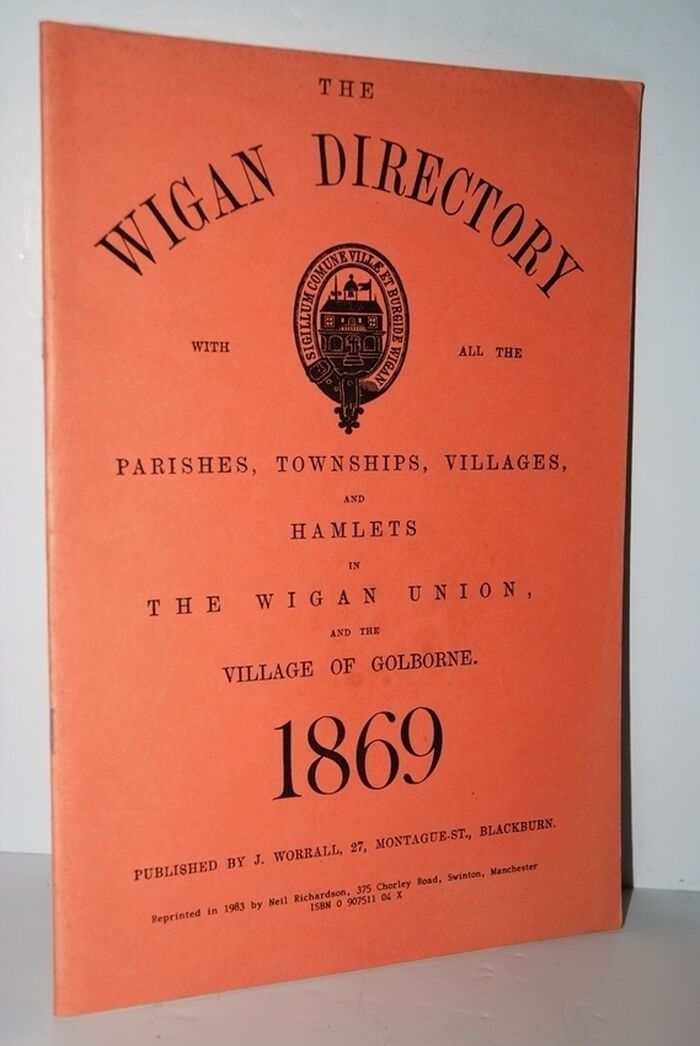 THE
WIGAN DIRECTORY
SIGILLUM COMUNE VILLÆ ET BURGIDE WIGAN
WITH
ALL THE
PARISHES, TOWNSHIPS, VILLAGES,
AND
HAMLETS
IN
THE WIGAN UNION,
AND THE
VILLAGE OF GOLBORNE.
1869
PUBLISHED BY J. WORRALL, 27, MONTAGUE-ST., BLACKBURN.
Reprinted in 1983 by Neil Richardson, 375 Chorley Road, Swinton, Manchester
ISBN 0 907511 04 X